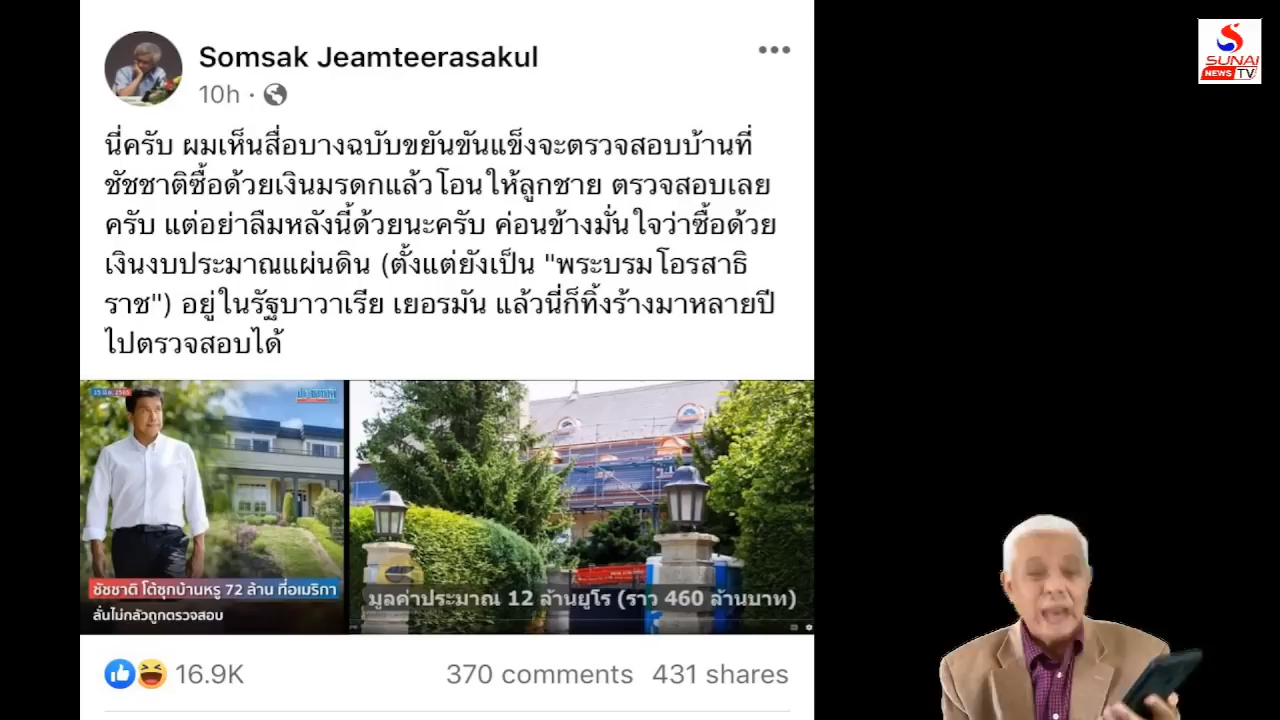 SUNAI
NEWS TV
Somsak Jeamteerasakul
10h ·
นี่ครับ ผมเห็นสื่อบางฉบับขยันขันแข็งจะตรวจสอบบ้านที่
ชัชชาติซื้อด้วยเงินมรดกแล้วโอนให้ลูกชาย ตรวจสอบเลย
ครับ แต่อย่าลืมหลังนี้ด้วยนะครับ ค่อนข้างมั่นใจว่าซื้อด้วย
เงินงบประมาณแผ่นดิน (ตั้งแต่ยังเป็น "พระบรมโอรสาธิ
ราช") อยู่ในรัฐบาวาเรีย เยอรมัน แล้วนี่ก็ทิ้งร้างมาหลายปี
ไปตรวจสอบได้
ชัชชาติ โต้ซุกบ้านหรู 72 ล้าน ที่อเมริกา
ลั่นไม่กลัวถูกตรวจสอบ
มูลค่าประมาณ 12 ล้านยูโร (ราว 460 ล้านบาท)
16.9K
370 comments
431 shares